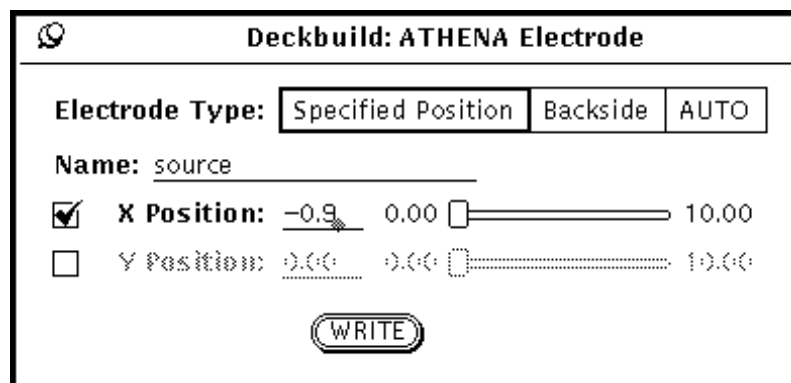 Deckbuild: ATHENA Electrode
Electrode Type: Specified Position Backside AUTO
Name: source
X Position: -0.9 0.00 10.00
Y Position: 0.00 0.00 10.00
WRITE